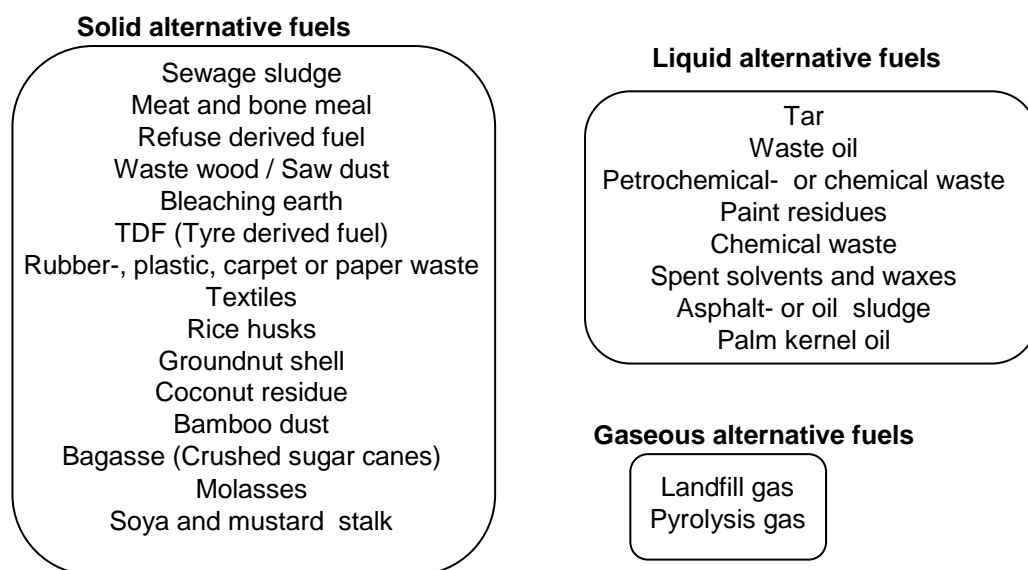 Solid alternative fuels
Sewage sludge
Meat and bone meal
Refuse derived fuel
Waste wood / Saw dust
Bleaching earth
TDF (Tyre derived fuel)
Rubber-, plastic, carpet or paper waste
Textiles
Rice husks
Groundnut shell
Coconut residue
Bamboo dust
Bagasse (Crushed sugar canes)
Molasses
Soya and mustard stalk
Liquid alternative fuels
Tar
Waste oil
Petrochemical- or chemical waste
Paint residues
Chemical waste
Spent solvents and waxes
Asphalt- or oil sludge
Palm kernel oil
Gaseous alternative fuels
Landfill gas
Pyrolysis gas